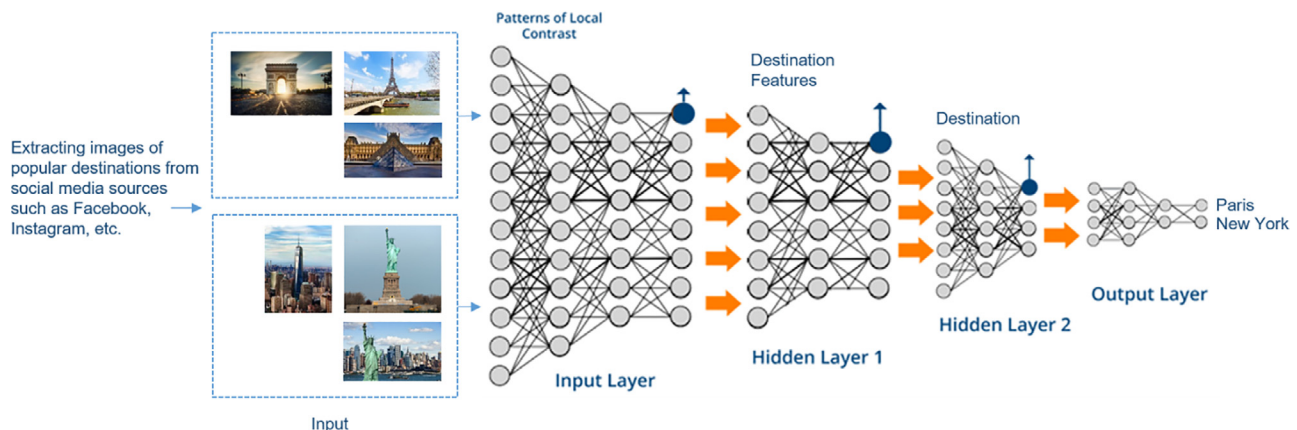 Extracting images of
popular destinations from
social media sources
such as Facebook,
Instagram, etc.
Input
Patterns of Local
Contrast
Input Layer
Destination
Features
Hidden Layer 1
Destination
Hidden Layer 2
Output Layer
Paris
New York